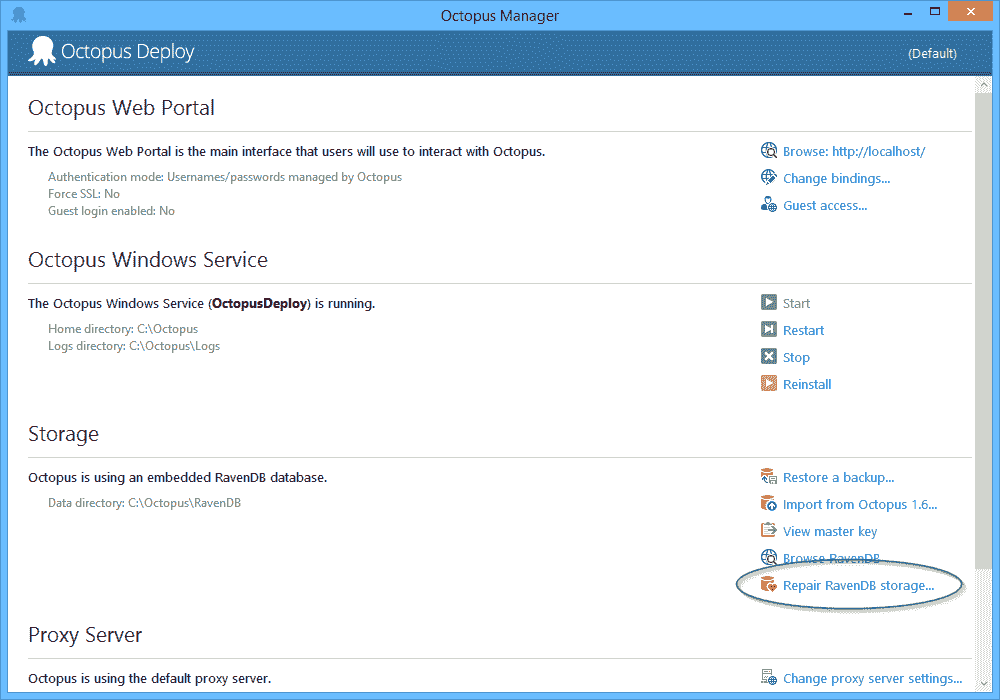 Octopus Manager
Octopus Deploy
(Default)
Octopus Web Portal
The Octopus Web Portal is the main interface that users will use to interact with Octopus.
Authentication mode: Usernames/passwords managed by Octopus
Force SSL: No
Guest login enabled: No
Browse: http://localhost/
Change bindings...
Guest access...
Octopus Windows Service
The Octopus Windows Service (OctopusDeploy) is running.
Home directory: C:\Octopus
Logs directory: C:\Octopus\Logs
Start
Restart
Stop
Reinstall
Storage
Octopus is using an embedded RavenDB database.
Data directory: C:\Octopus\RavenDB
Restore a backup...
Import from Octopus 1.6...
View master key
Browse RavenDB
Repair RavenDB storage...
Proxy Server
Octopus is using the default proxy server.
Change proxy server settings...